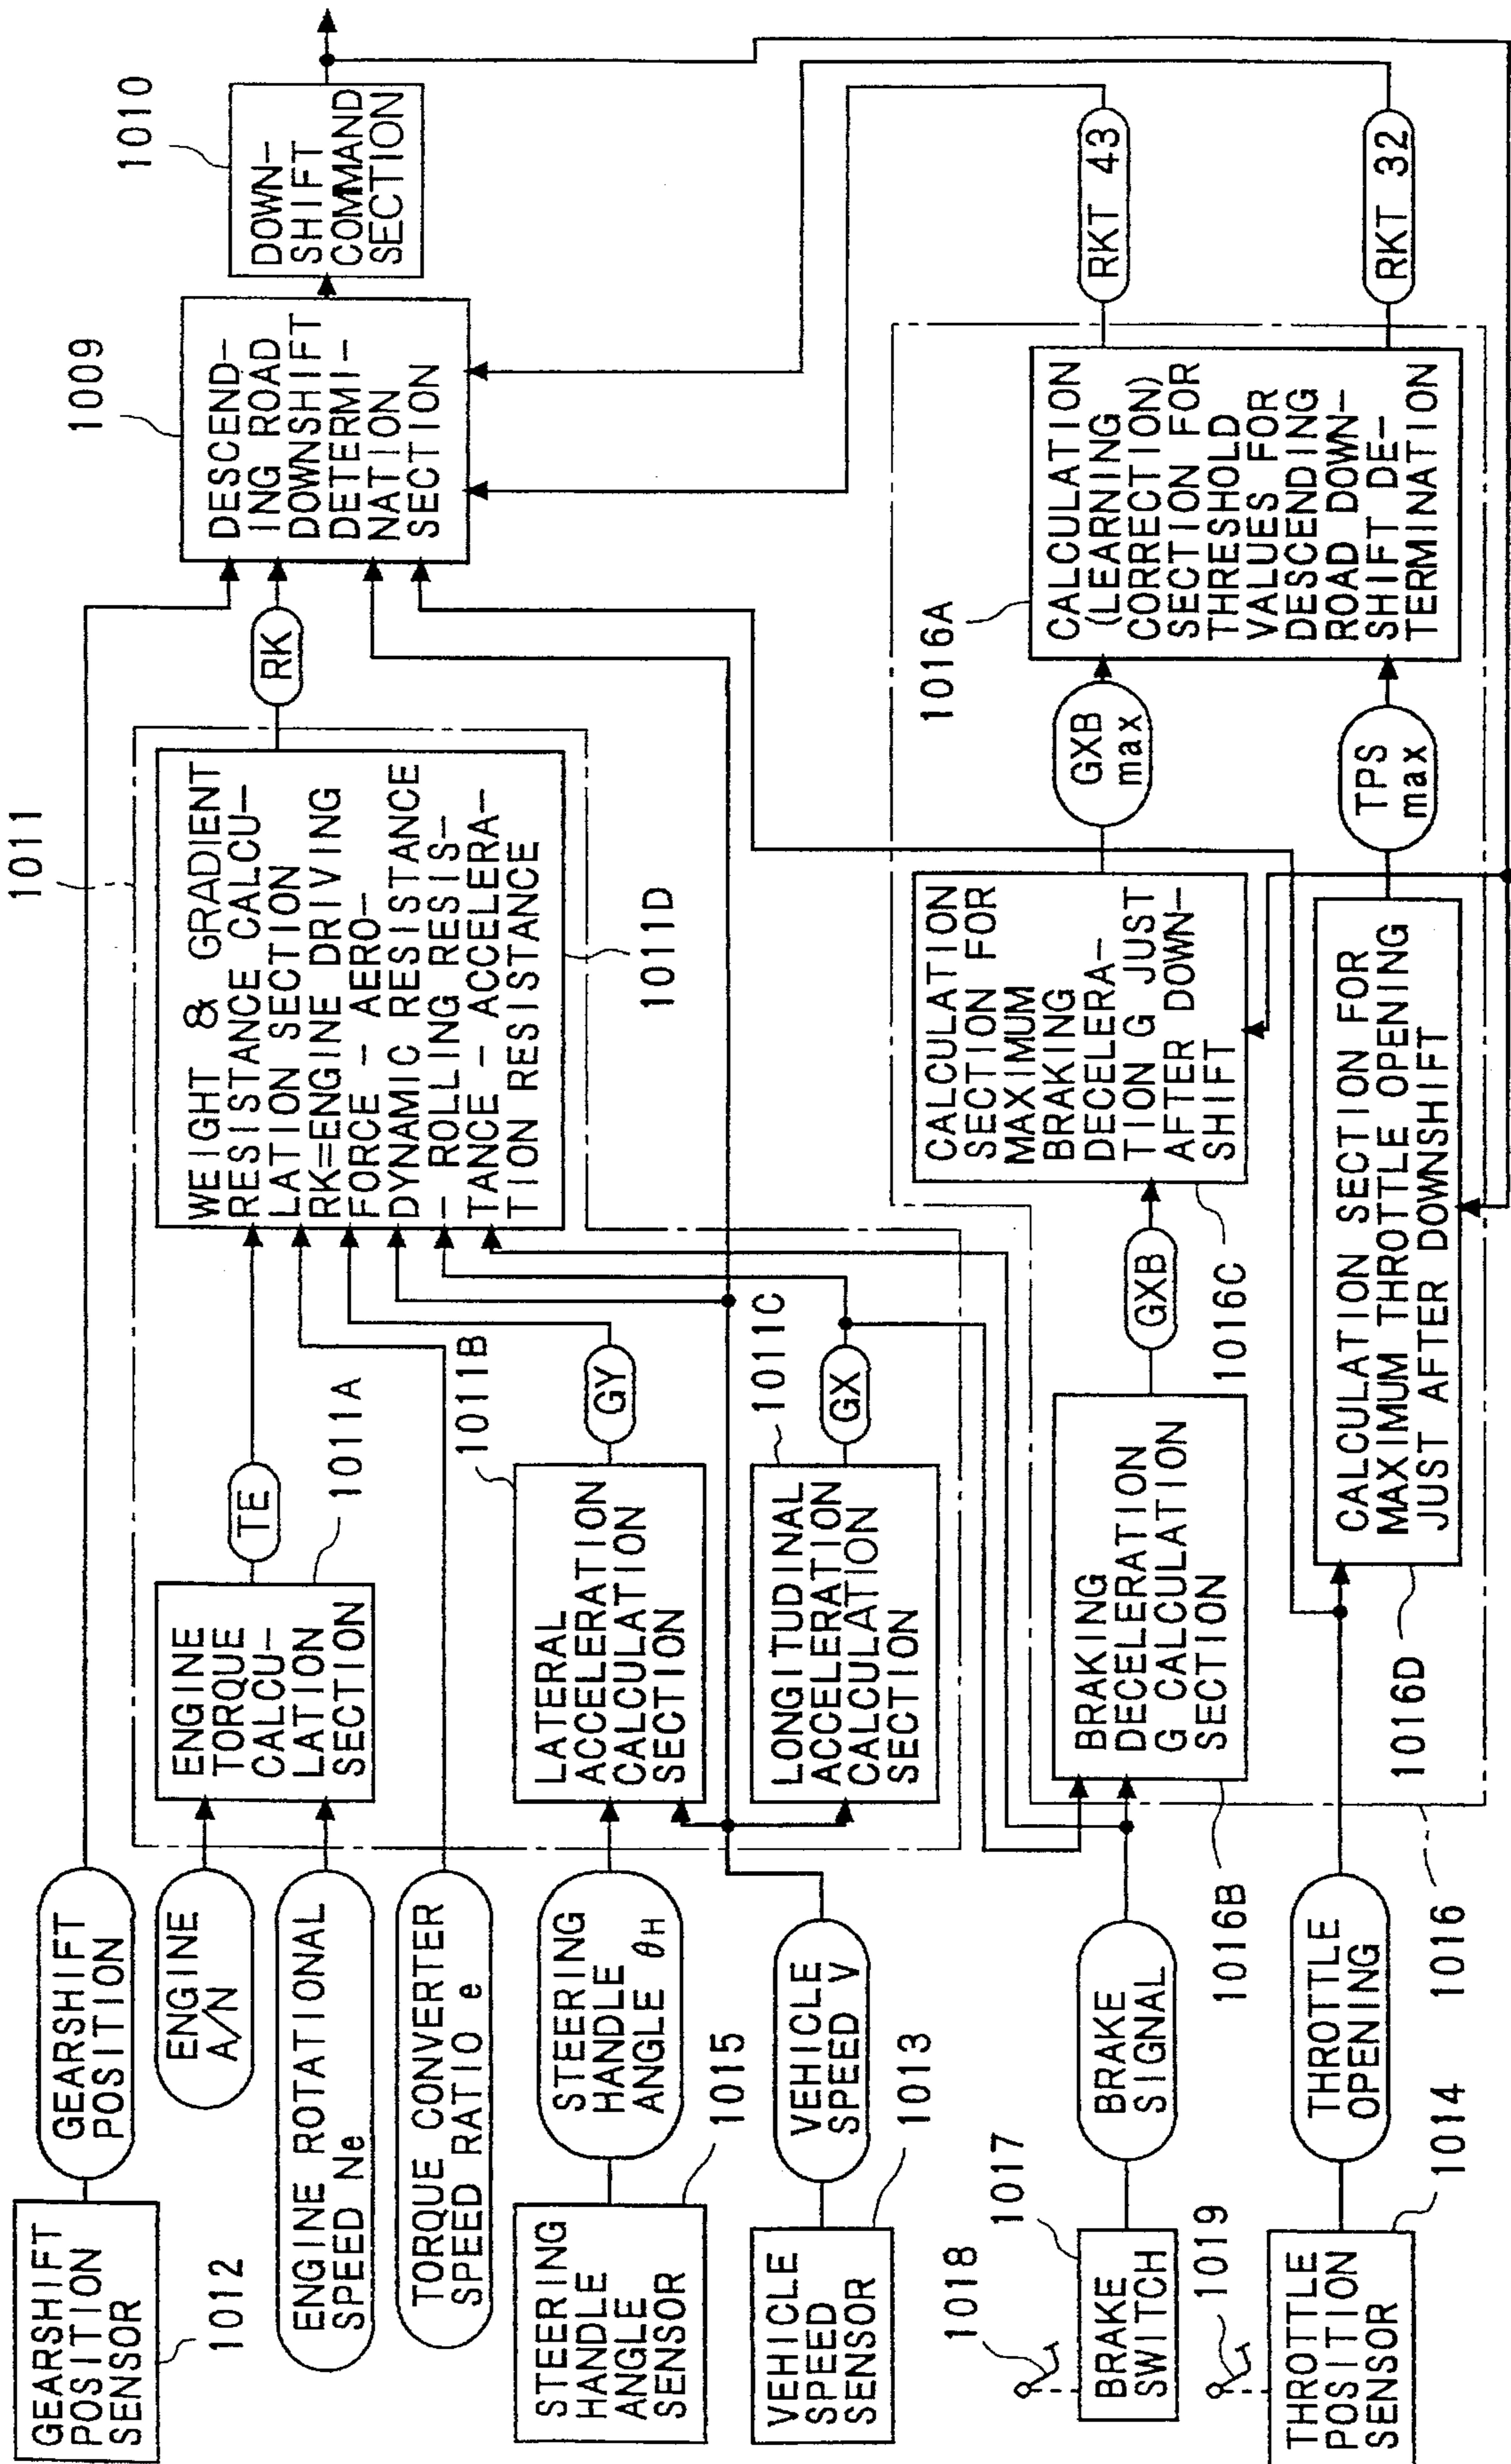 GEARSHIFT
POSITION
SENSOR
1012
GEARSHIFT
POSITION
ENGINE
A/N
ENGINE ROTATIONAL
SPEED Ne
TORQUE CONVERTER
SPEED RATIO e
STEERING
HANDLE
ANGLE
SENSOR
1015
STEERING
HANDLE
ANGLE θH
VEHICLE
SPEED
SENSOR
1013
VEHICLE
SPEED V
1018
BRAKE
SWITCH
1017
BRAKE
SIGNAL
1019
THROTTLE
POSITION
SENSOR
1014
THROTTLE
OPENING
1011
ENGINE
TORQUE
CALCU-
LATION
SECTION
1011A
TE
LATERAL
ACCELERATION
CALCULATION
SECTION
1011B
GY
LONGITUDINAL
ACCELERATION
CALCULATION
SECTION
1011C
GX
WEIGHT & GRADIENT
RESISTANCE CALCU-
LATION SECTION
RK=ENGINE DRIVING
FORCE - AERO-
DYNAMIC RESISTANCE
- ROLLING RESIS-
TANCE - ACCELERA-
TION RESISTANCE
1011D
RK
DESCEND-
ING ROAD
DOWNSHIFT
DETERMI-
NATION
SECTION
1009
DOWN-
SHIFT
COMMAND
SECTION
1010
BRAKING
DECELERATION
G CALCULATION
SECTION
1016B
GXB
CALCULATION
SECTION FOR
MAXIMUM
BRAKING
DECELERA-
TION G JUST
AFTER DOWN-
SHIFT
1016C
GXB
max
CALCULATION SECTION FOR
MAXIMUM THROTTLE OPENING
JUST AFTER DOWNSHIFT
1016D
TPS
max
1016
CALCULATION
(LEARNING
CORRECTION)
SECTION FOR
THRESHOLD
VALUES FOR
DESCENDING
ROAD DOWN-
SHIFT DE-
TERMINATION
1016A
RKT 43
RKT 32